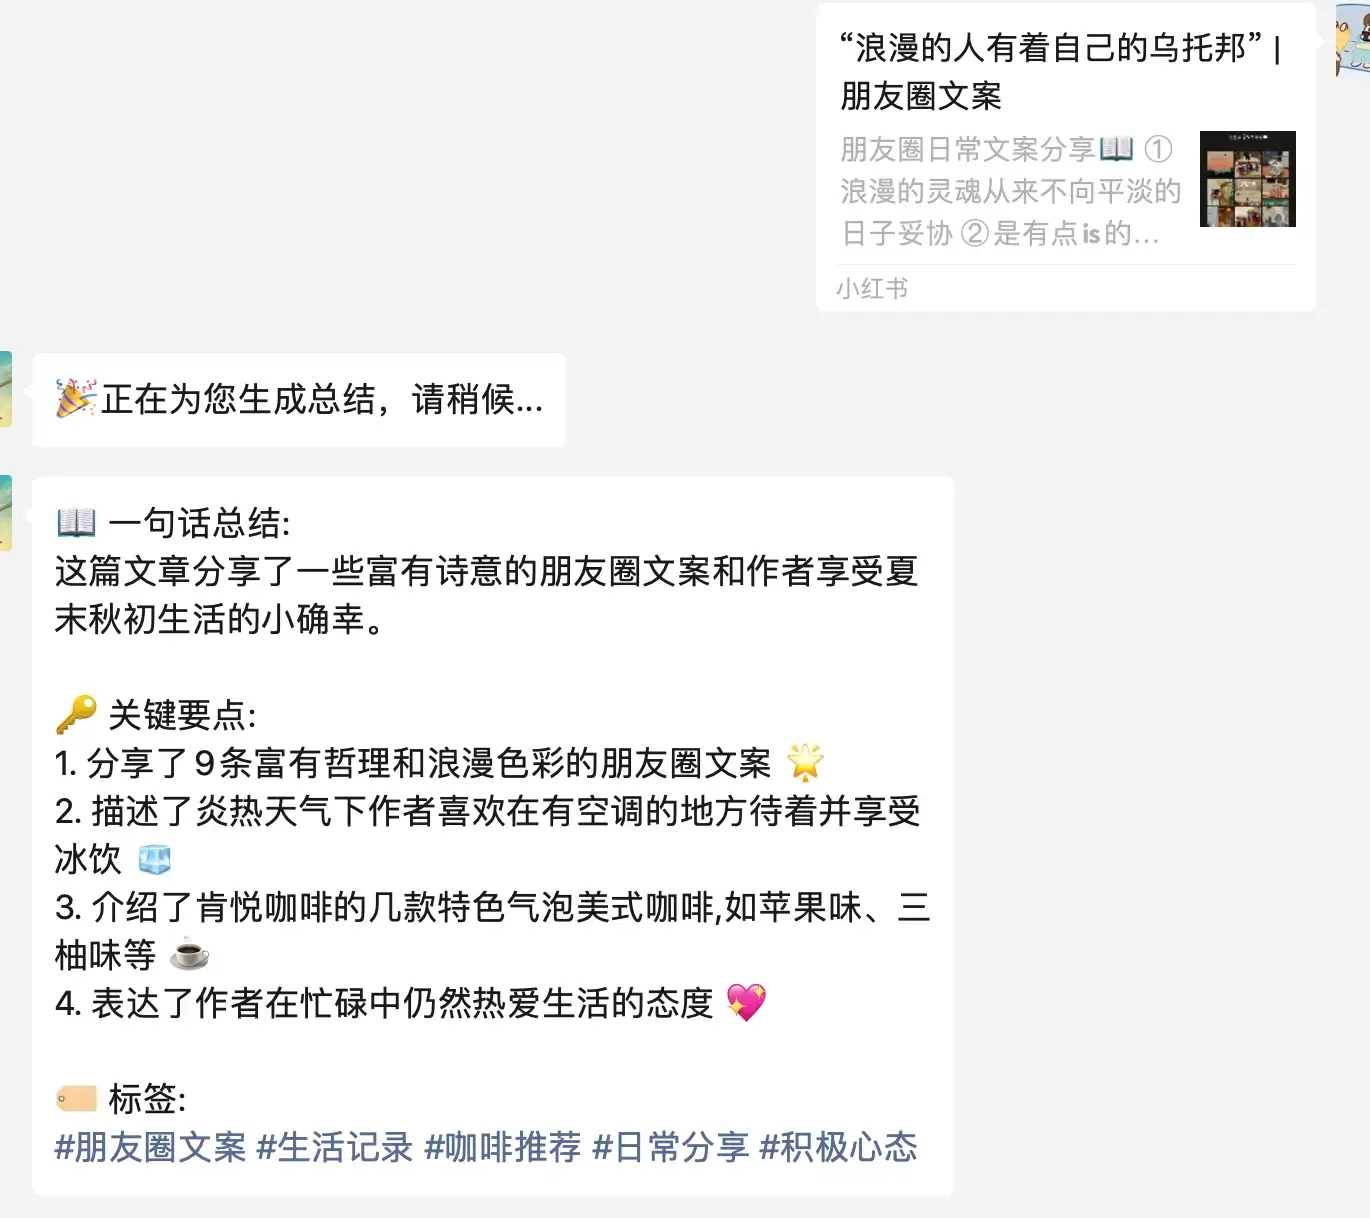 “浪漫的人有着自己的乌托邦” |
朋友圈文案
朋友圈日常文案分享📖 ①
浪漫的灵魂从来不向平淡的
日子妥协 ②是有点is的...
小红书
🎉正在为您生成总结，请稍候...
📖 一句话总结:
这篇文章分享了一些富有诗意的朋友圈文案和作者享受夏
末秋初生活的小确幸。
🔑 关键要点:
1. 分享了9条富有哲理和浪漫色彩的朋友圈文案 🌟
2. 描述了炎热天气下作者喜欢在有空调的地方待着并享受
冰饮 🧊
3. 介绍了肯悦咖啡的几款特色气泡美式咖啡,如苹果味、三
柚味等 ☕
4. 表达了作者在忙碌中仍然热爱生活的态度 💖
🏷️ 标签:
#朋友圈文案 #生活记录 #咖啡推荐 #日常分享 #积极心态